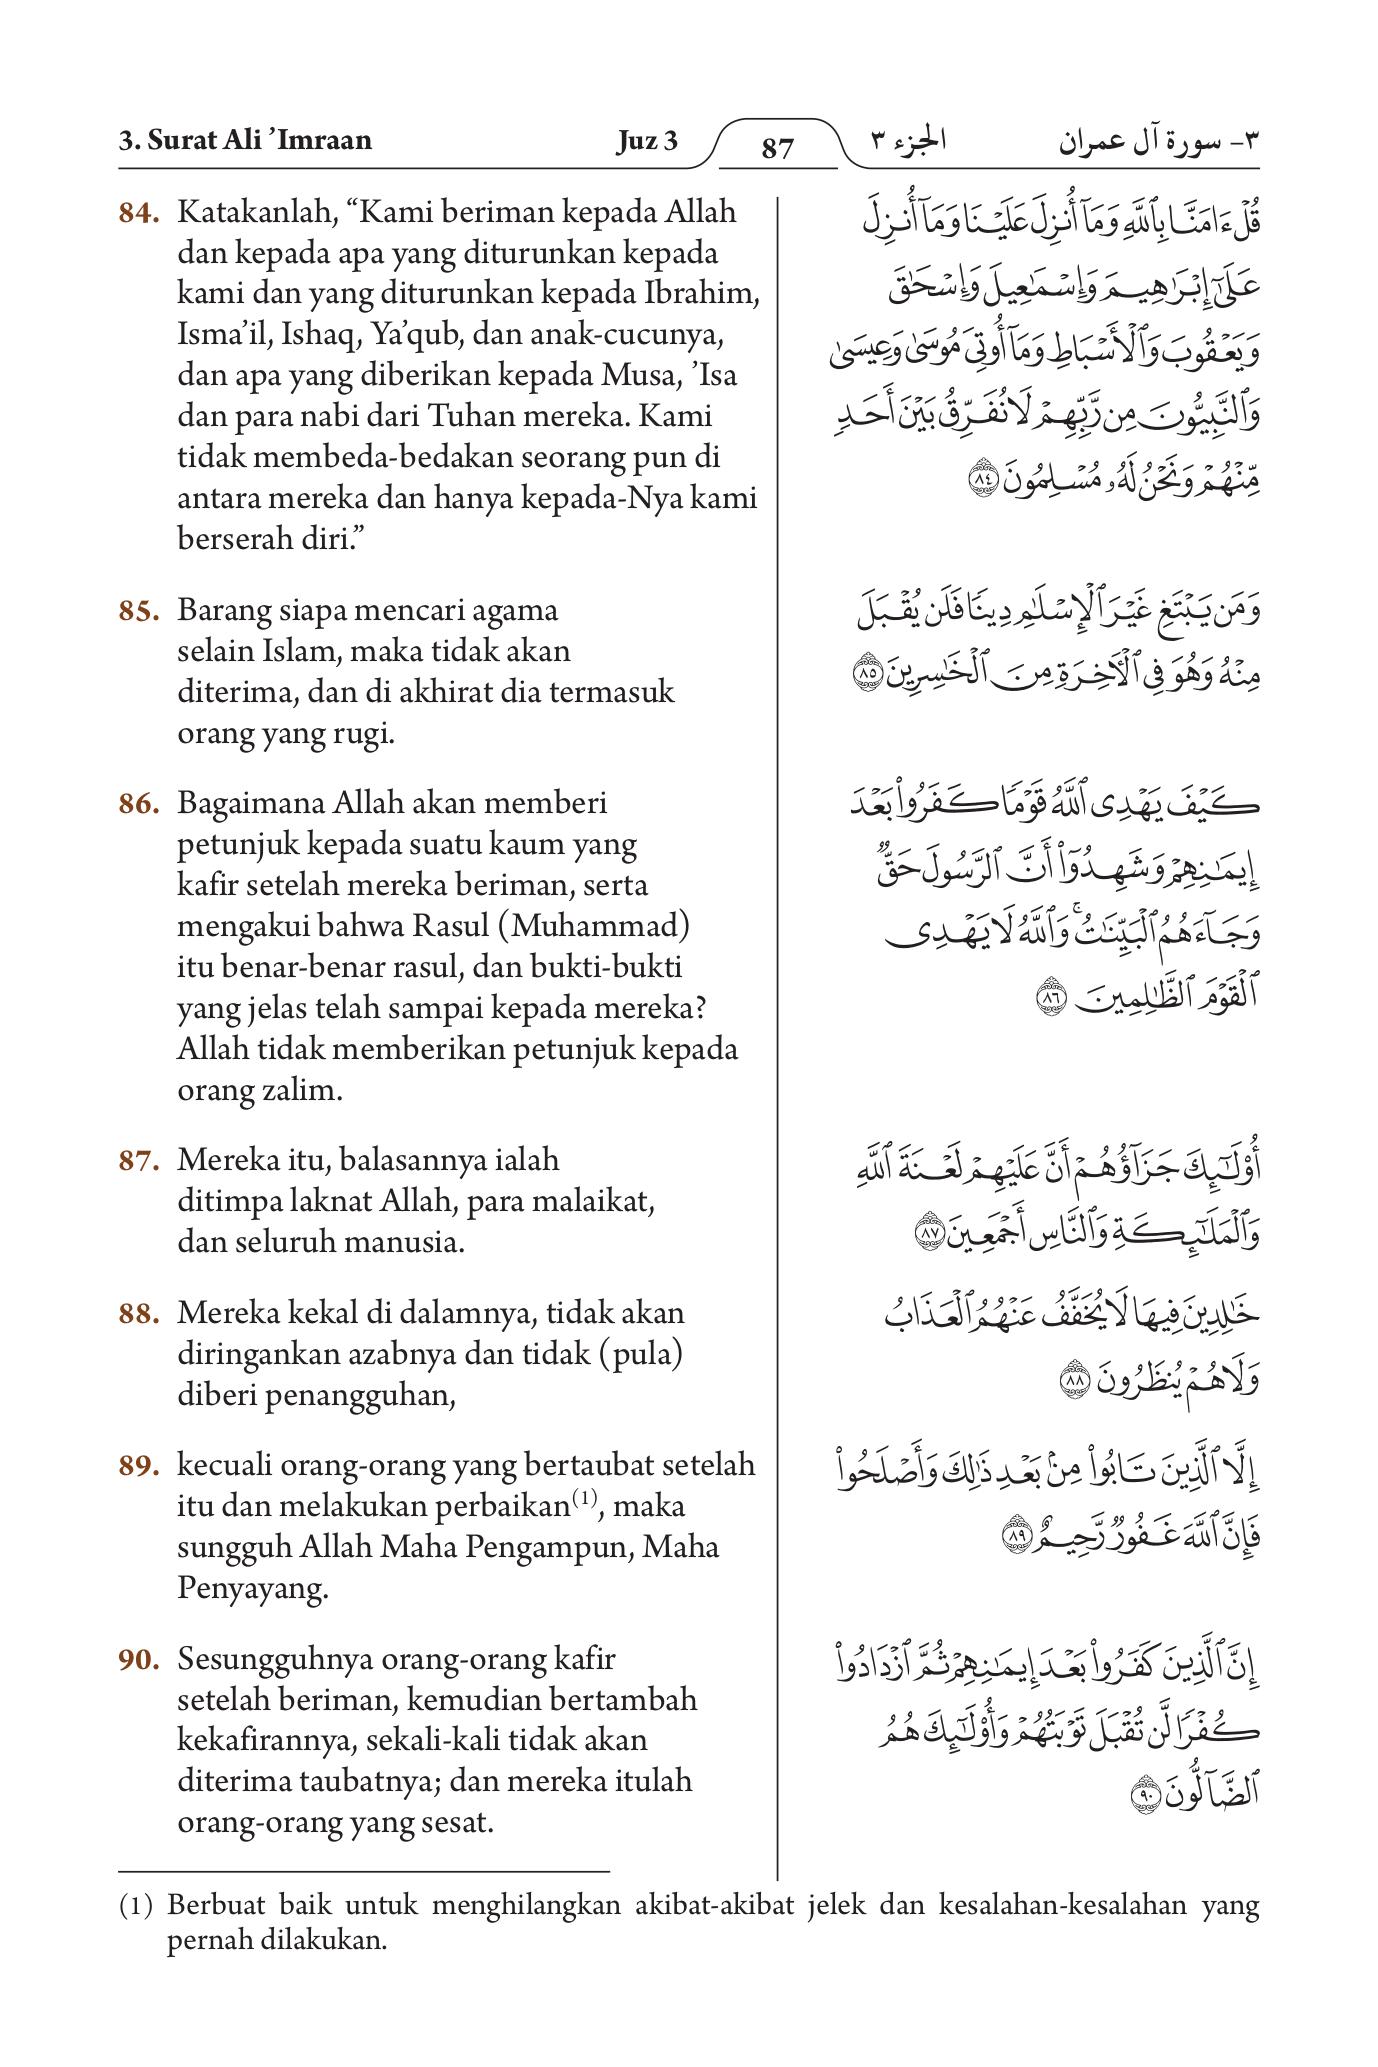 3. Surat Ali ’Imraan
Juz 3
87
الجزء ٣
٣- سورة آل عمران
84. Katakanlah, “Kami beriman kepada Allah
dan kepada apa yang diturunkan kepada
kami dan yang diturunkan kepada Ibrahim,
Isma’il, Ishaq, Ya’qub, dan anak-cucunya,
dan apa yang diberikan kepada Musa, ’Isa
dan para nabi dari Tuhan mereka. Kami
tidak membeda-bedakan seorang pun di
antara mereka dan hanya kepada-Nya kami
berserah diri.”
85. Barang siapa mencari agama
selain Islam, maka tidak akan
diterima, dan di akhirat dia termasuk
orang yang rugi.
86. Bagaimana Allah akan memberi
petunjuk kepada suatu kaum yang
kafir setelah mereka beriman, serta
mengakui bahwa Rasul (Muhammad)
itu benar-benar rasul, dan bukti-bukti
yang jelas telah sampai kepada mereka?
Allah tidak memberikan petunjuk kepada
orang zalim.
87. Mereka itu, balasannya ialah
ditimpa laknat Allah, para malaikat,
dan seluruh manusia.
88. Mereka kekal di dalamnya, tidak akan
diringankan azabnya dan tidak (pula)
diberi penangguhan,
89. kecuali orang-orang yang bertaubat setelah
itu dan melakukan perbaikan(1), maka
sungguh Allah Maha Pengampun, Maha
Penyayang.
90. Sesungguhnya orang-orang kafir
setelah beriman, kemudian bertambah
kekafirannya, sekali-kali tidak akan
diterima taubatnya; dan mereka itulah
orang-orang yang sesat.
قُلْ ءَامَنَّا بِٱللَّهِ وَمَآ أُنزِلَ عَلَيْنَا وَمَآ أُنزِلَ
عَلَىٰٓ إِبْرَٰهِيمَ وَإِسْمَٰعِيلَ وَإِسْحَٰقَ
وَيَعْقُوبَ وَٱلْأَسْبَاطِ وَمَآ أُوتِىَ مُوسَىٰ وَعِيسَىٰ
وَٱلنَّبِيُّونَ مِن رَّبِّهِمْ لَا نُفَرِّقُ بَيْنَ أَحَدٍ
مِّنْهُمْ وَنَحْنُ لَهُۥ مُسْلِمُونَ ٨٤
وَمَن يَبْتَغِ غَيْرَ ٱلْإِسْلَٰمِ دِينًا فَلَن يُقْبَلَ
مِنْهُ وَهُوَ فِى ٱلْـَٔاخِرَةِ مِنَ ٱلْخَٰسِرِينَ ٨٥
كَيْفَ يَهْدِى ٱللَّهُ قَوْمًا كَفَرُوا۟ بَعْدَ
إِيمَٰنِهِمْ وَشَهِدُوٓا۟ أَنَّ ٱلرَّسُولَ حَقٌّ
وَجَآءَهُمُ ٱلْبَيِّنَٰتُ ۚ وَٱللَّهُ لَا يَهْدِى
ٱلْقَوْمَ ٱلظَّٰلِمِينَ ٨٦
أُو۟لَٰٓئِكَ جَزَآؤُهُمْ أَنَّ عَلَيْهِمْ لَعْنَةَ ٱللَّهِ
وَٱلْمَلَٰٓئِكَةِ وَٱلنَّاسِ أَجْمَعِينَ ٨٧
خَٰلِدِينَ فِيهَا لَا يُخَفَّفُ عَنْهُمُ ٱلْعَذَابُ
وَلَا هُمْ يُنظَرُونَ ٨٨
إِلَّا ٱلَّذِينَ تَابُوا۟ مِنۢ بَعْدِ ذَٰلِكَ وَأَصْلَحُوا۟
فَإِنَّ ٱللَّهَ غَفُورٌ رَّحِيمٌ ٨٩
إِنَّ ٱلَّذِينَ كَفَرُوا۟ بَعْدَ إِيمَٰنِهِمْ ثُمَّ ٱزْدَادُوا۟
كُفْرًا لَّن تُقْبَلَ تَوْبَتُهُمْ وَأُو۟لَٰٓئِكَ هُمُ
ٱلضَّآلُّونَ ٩٠
(1) Berbuat baik untuk menghilangkan akibat-akibat jelek dan kesalahan-kesalahan yang
pernah dilakukan.